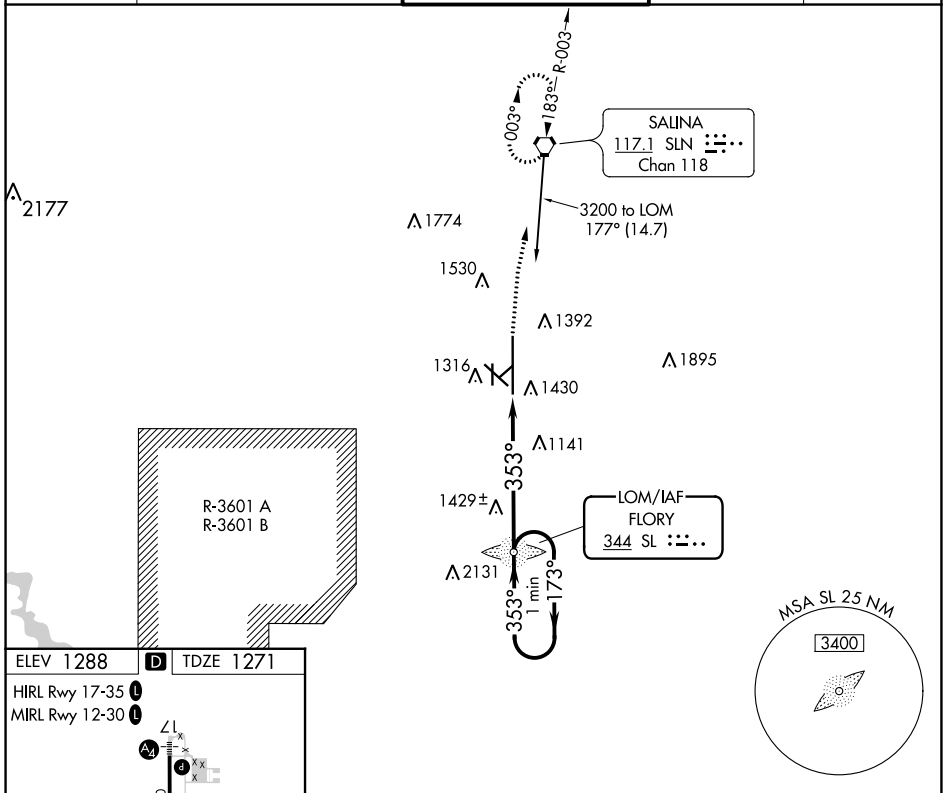 R-003
183°
003°
SALINA
117.1 SLN
Chan 118
2177
1774
3200 to LOM
177° (14.7)
1530
1392
1316
1895
1430
353°
1141
R-3601 A
R-3601 B
1429±
LOM/IAF
FLORY
344 SL
2131
353°
1 min
173°
MSA SL 25 NM
3400
ELEV 1288 D TDZE 1271
HIRL Rwy 17-35 L
MIRL Rwy 12-30 L
17
A4
P